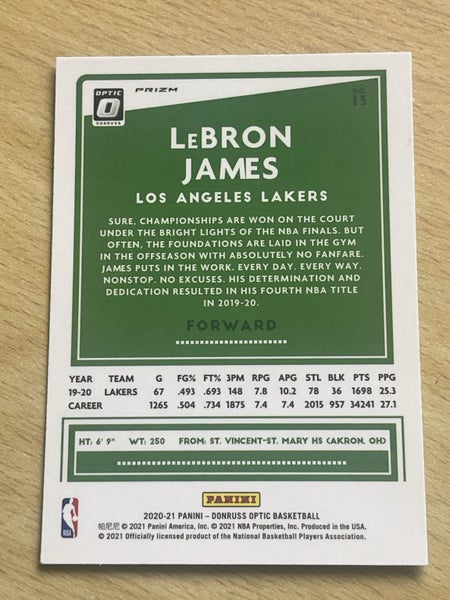 OPTIC
DONRUSS
PRIZM
NO
13
LEBRON
JAMES
LOS ANGELES LAKERS
SURE, CHAMPIONSHIPS ARE WON ON THE COURT
UNDER THE BRIGHT LIGHTS OF THE NBA FINALS. BUT
OFTEN, THE FOUNDATIONS ARE LAID IN THE GYM
IN THE OFFSEASON WITH ABSOLUTELY NO FANFARE.
JAMES PUTS IN THE WORK. EVERY DAY. EVERY WAY.
NONSTOP. NO EXCUSES. HIS DETERMINATION AND
DEDICATION RESULTED IN HIS FOURTH NBA TITLE
IN 2019-20.
FORWARD
YEAR TEAM G FG% FT% 3PM RPG APG STL BLK PTS PPG
19-20 LAKERS 67 .493 .693 148 7.8 10.2 78 36 1698 25.3
CAREER 1265 .504 .734 1875 7.4 7.4 2015 957 34241 27.1
HT: 6' 9" WT: 250 FROM: ST. VINCENT-ST. MARY HS (AKRON, OH)
PANINI
NBA
2020-21 PANINI – DONRUSS OPTIC BASKETBALL
帕尼尼 © 2021 Panini America, Inc. © 2021 NBA Properties, Inc. Produced in the USA.
© 2021 Officially licensed product of the National Basketball Players Association.